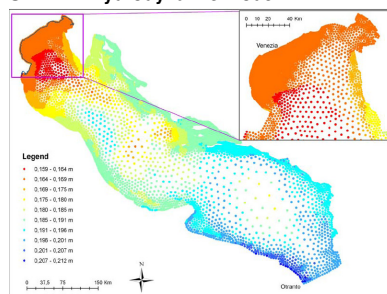 0 10 20 40 Km
Venezia
Legend
0,159 - 0,164 m
0,164 - 0,169 m
0,169 - 0,175 m
0,175 - 0,180 m
0,180 - 0,185 m
0,185 - 0,191 m
0,191 - 0,196 m
0,196 - 0,201 m
0,201 - 0,207 m
0,207 - 0,212 m
N
0 37,5 75 150 Km
Otranto